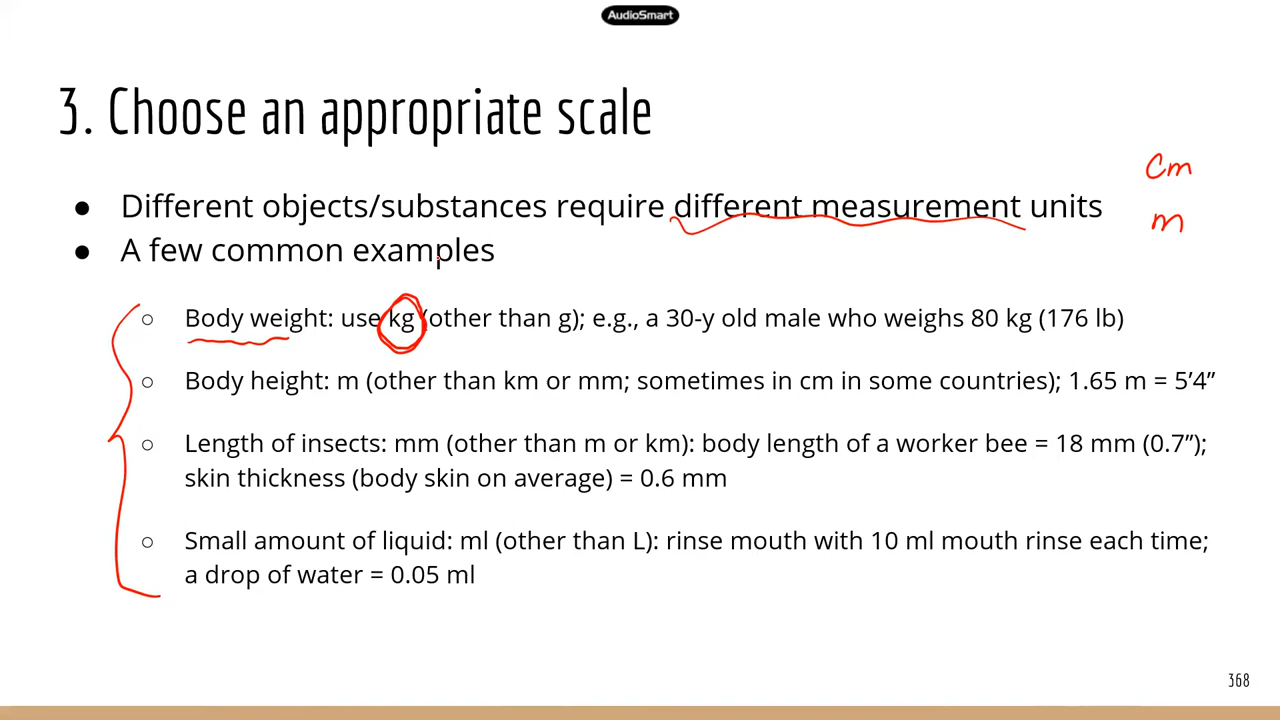 AudioSmart
3. Choose an appropriate scale
cm
● Different objects/substances require different measurement units
m
● A few common examples
○ Body weight: use kg (other than g); e.g., a 30-y old male who weighs 80 kg (176 lb)
○ Body height: m (other than km or mm; sometimes in cm in some countries); 1.65 m = 5’4”
○ Length of insects: mm (other than m or km): body length of a worker bee = 18 mm (0.7”);
skin thickness (body skin on average) = 0.6 mm
○ Small amount of liquid: ml (other than L): rinse mouth with 10 ml mouth rinse each time;
a drop of water = 0.05 ml
368